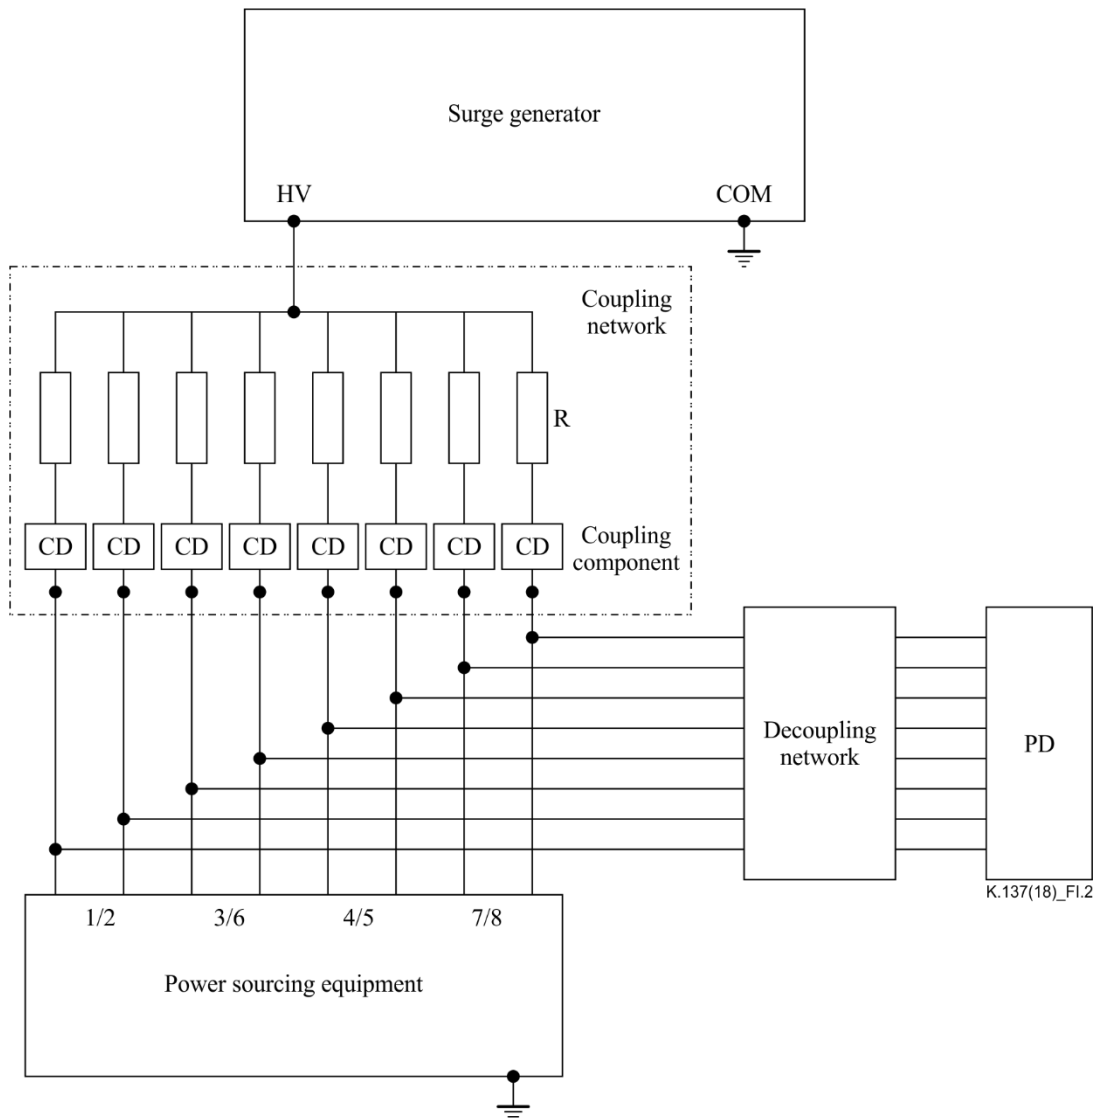 Surge generator
HV
COM
Coupling
network
R
CD
CD
CD
CD
CD
CD
CD
CD
Coupling
component
Decoupling
network
PD
K.137(18)_FI.2
1/2
3/6
4/5
7/8
Power sourcing equipment